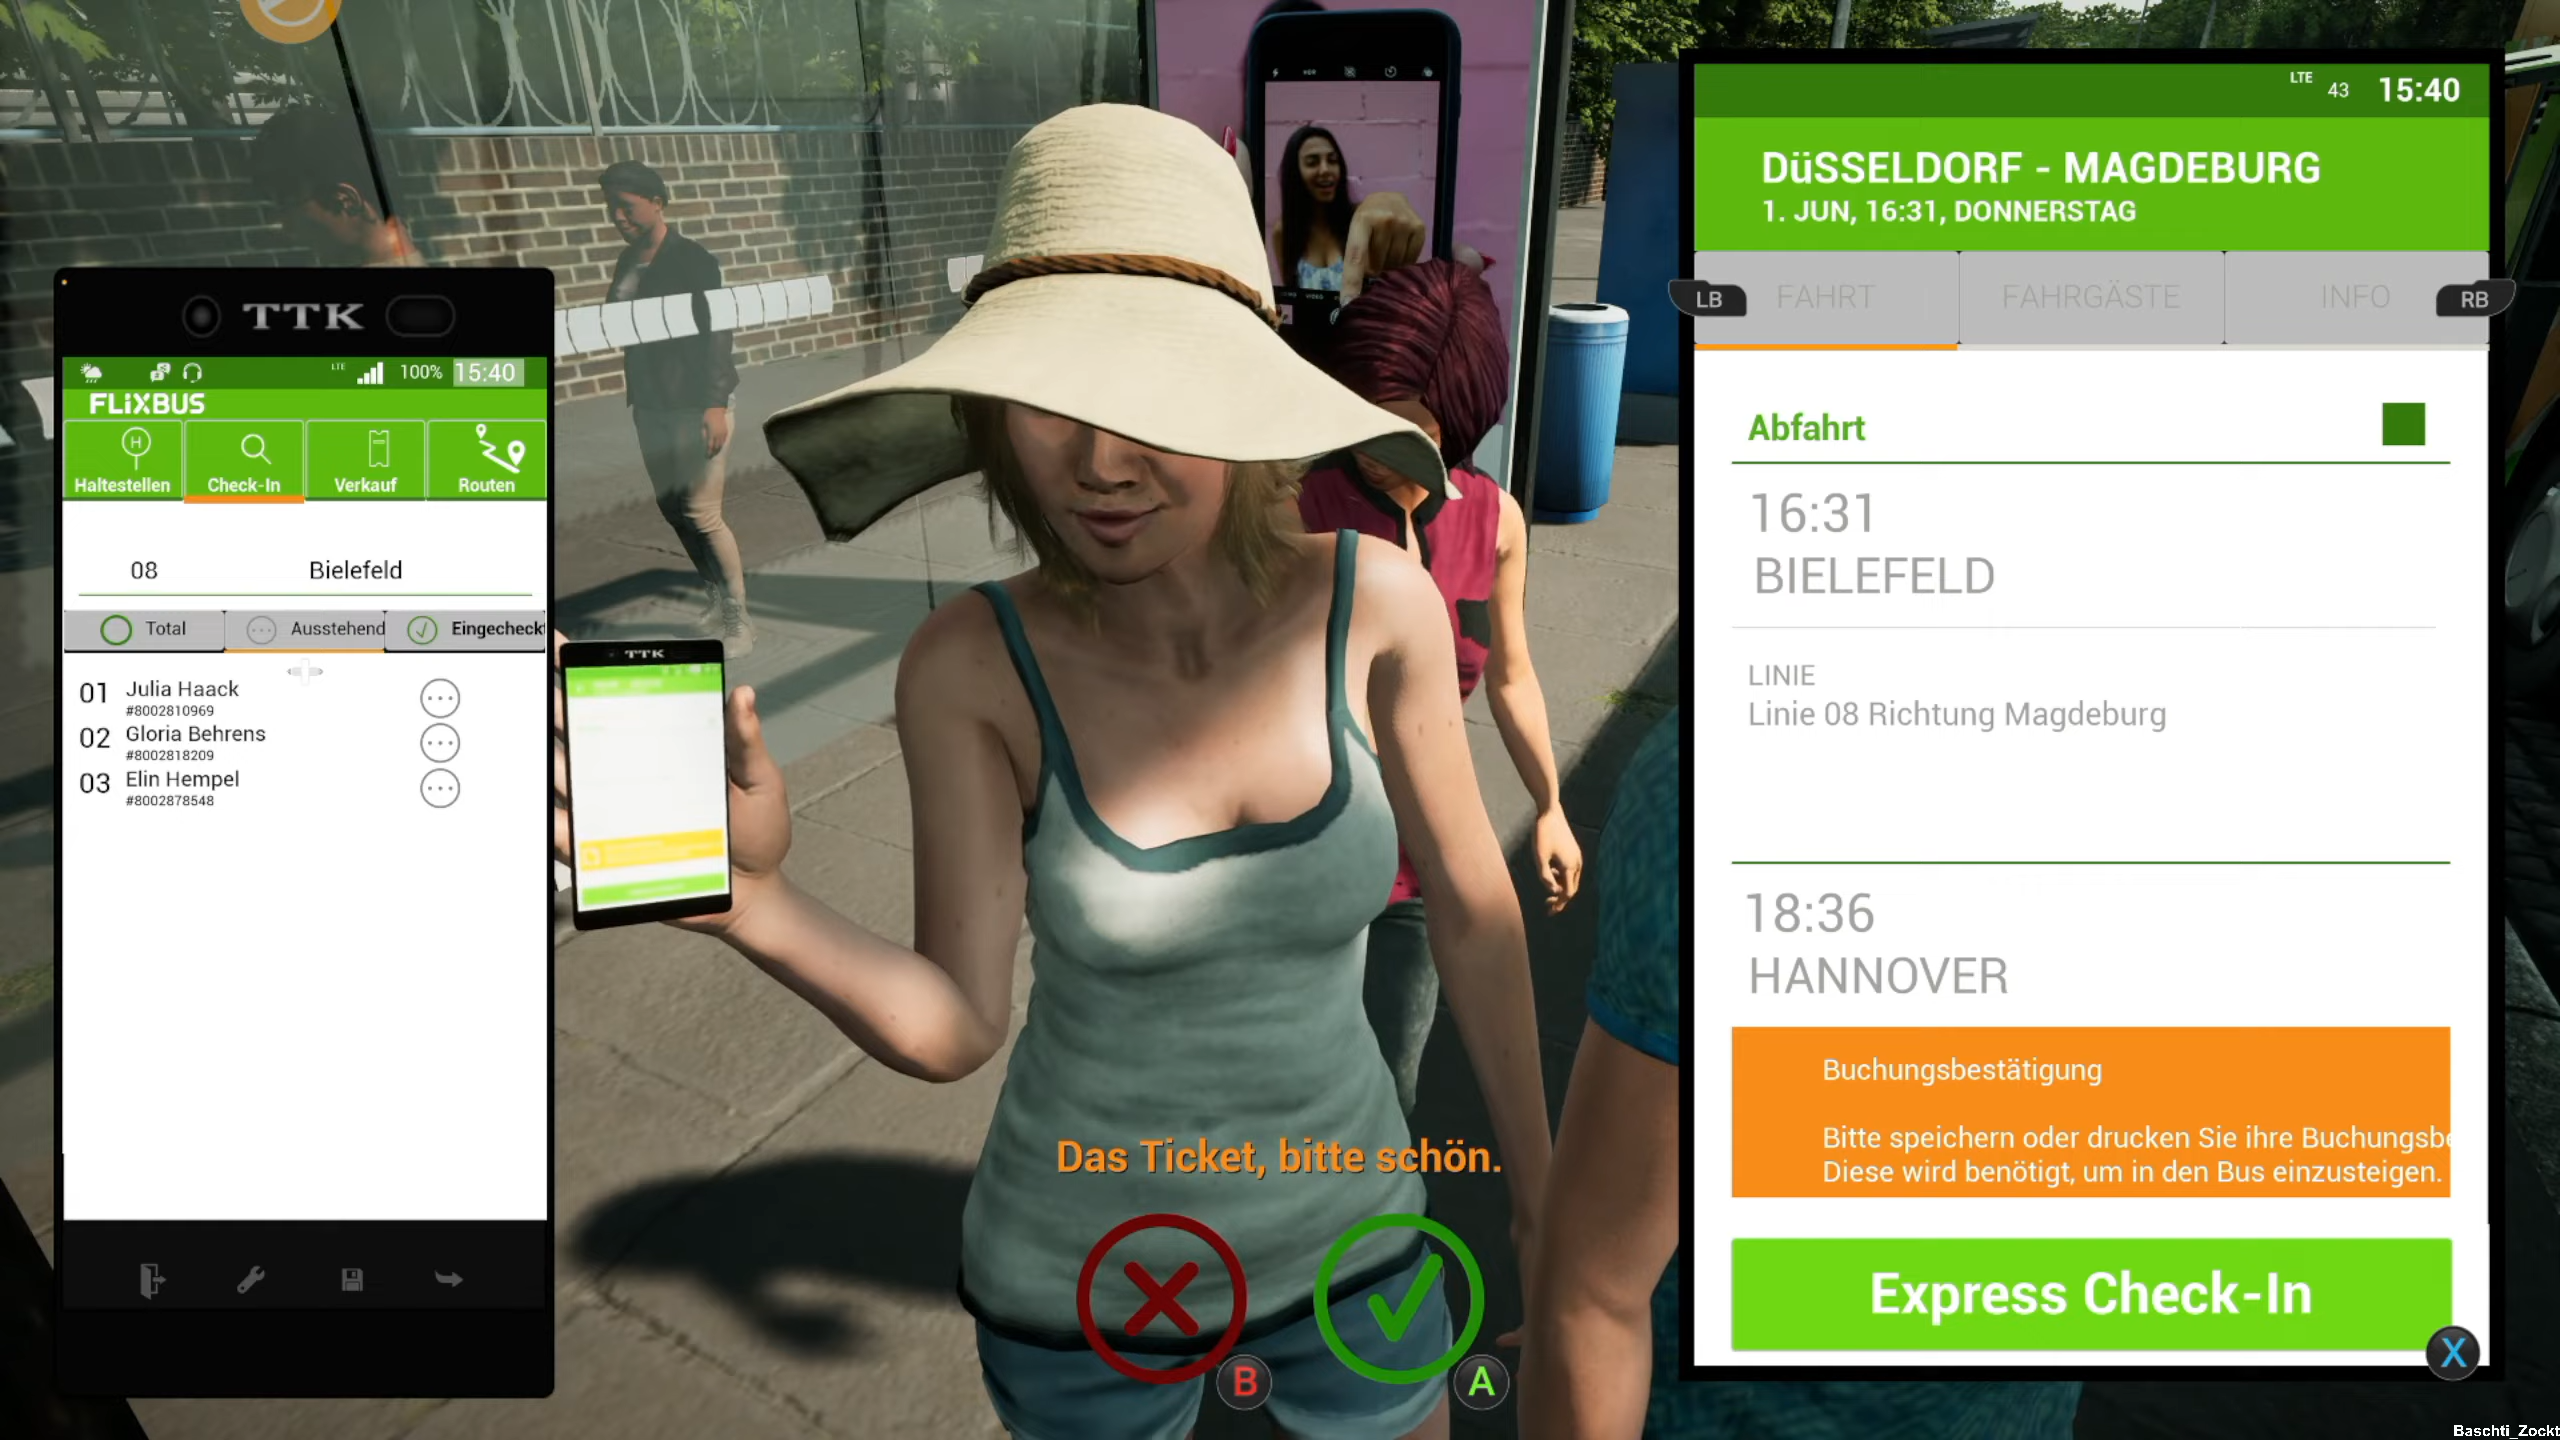 TTK
LTE 100% 15:40
FLiXBUS
Haltestellen Check-In Verkauf Routen
08 Bielefeld
Total Ausstehend Eingecheckt
01 Julia Haack
#8002810969
02 Gloria Behrens
#8002818209
03 Elin Hempel
#8002878548
TTK
Das Ticket, bitte schön.
B A
LTE 43 15:40
DüSSELDORF - MAGDEBURG
1. JUN, 16:31, DONNERSTAG
LB FAHRT FAHRGÄSTE INFO RB
Abfahrt
16:31
BIELEFELD
LINIE
Linie 08 Richtung Magdeburg
18:36
HANNOVER
Buchungsbestätigung
Bitte speichern oder drucken Sie ihre Buchungsbe
Diese wird benötigt, um in den Bus einzusteigen.
Express Check-In
X
Baschti_Zockt